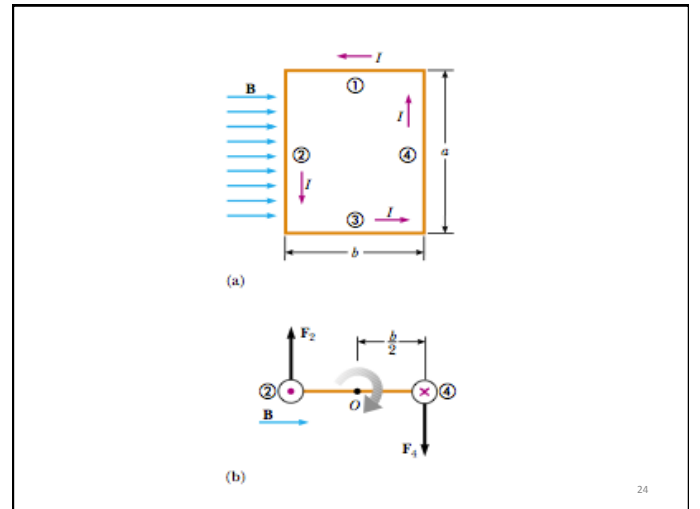 I
①
B
I
② ④ a
I
③ I
b
(a)
F₂
b/2
② ④
O
B
F₄
(b)
24